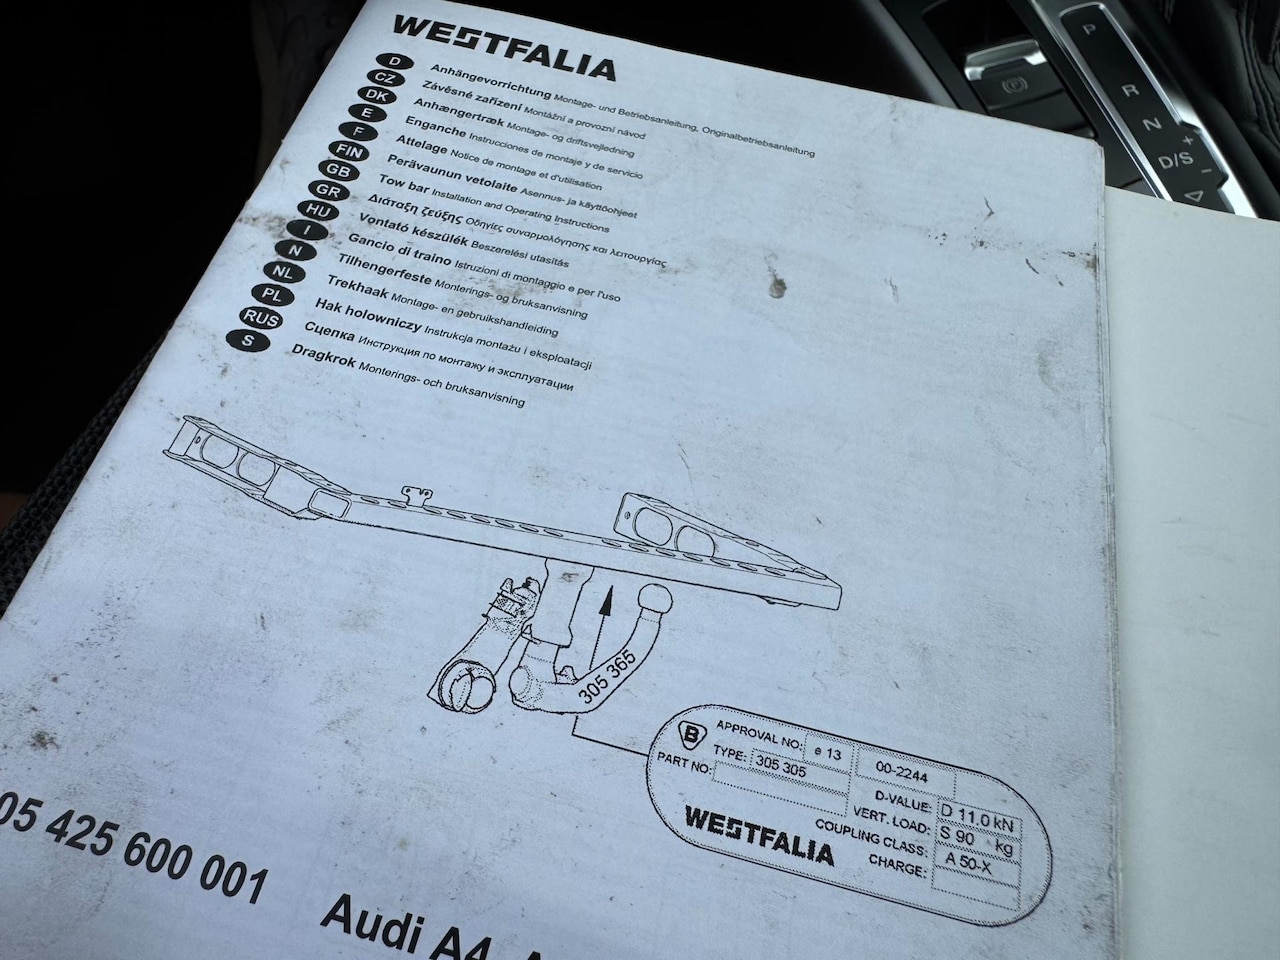 WESTFALIA
D Anhängevorrichtung Montage- und Betriebsanleitung, Originalbetriebsanleitung
CZ Závěsné zařízení Montážní a provozní návod
DK Anhængertræk Montage- og driftsvejledning
E Enganche Instrucciones de montaje y de servicio
F Attelage Notice de montage et d'utilisation
FIN Perävaunun vetolaite Asennus- ja käyttöohjeet
GB Tow bar Installation and Operating Instructions
GR Διάταξη ζεύξης Οδηγίες συναρμολόγησης και λειτουργίας
HU Vontató készülék Beszerelési utasítás
I Gancio di traino Istruzioni di montaggio e per l'uso
N Tilhengerfeste Monterings- og bruksanvisning
NL Trekhaak Montage- en gebruikshandleiding
PL Hak holowniczy Instrukcja montażu i eksploatacji
RUS Сцепка Инструкция по монтажу и эксплуатации
S Dragkrok Monterings- och bruksanvisning
305 365
B APPROVAL NO: e 13 00-2244
TYPE: 305 305
PART NO:
D-VALUE: D 11.0 kN
VERT. LOAD: S 90 kg
COUPLING CLASS: A 50-X
CHARGE:
WESTFALIA
05 425 600 001
Audi A4
P
R
N
D/S
+
-
(P)